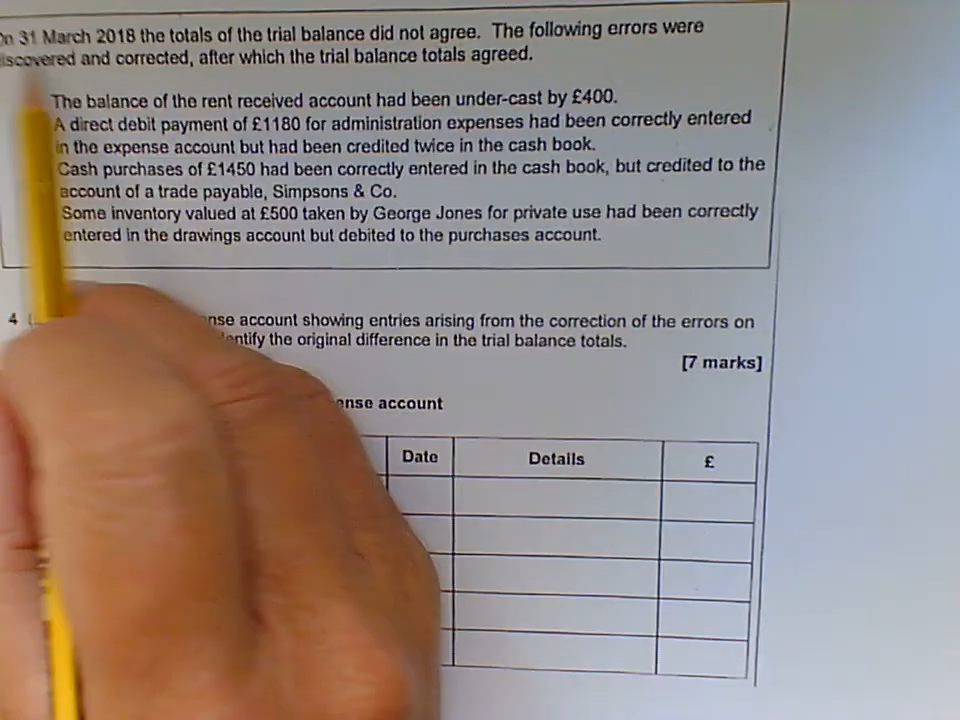 31 March 2018 the totals of the trial balance did not agree. The following errors were
and corrected, after which the trial balance totals agreed.
The balance of the rent received account had been under-cast by £400.
A direct debit payment of £1180 for administration expenses had been correctly entered
in the expense account but had been credited twice in the cash book.
Cash purchases of £1450 had been correctly entered in the cash book, but credited to the
account of a trade payable, Simpsons & Co.
Some inventory valued at £500 taken by George Jones for private use had been correctly
entered in the drawings account but debited to the purchases account.
4 account showing entries arising from the correction of the errors on
the original difference in the trial balance totals.
[7 marks]
account
Date Details £